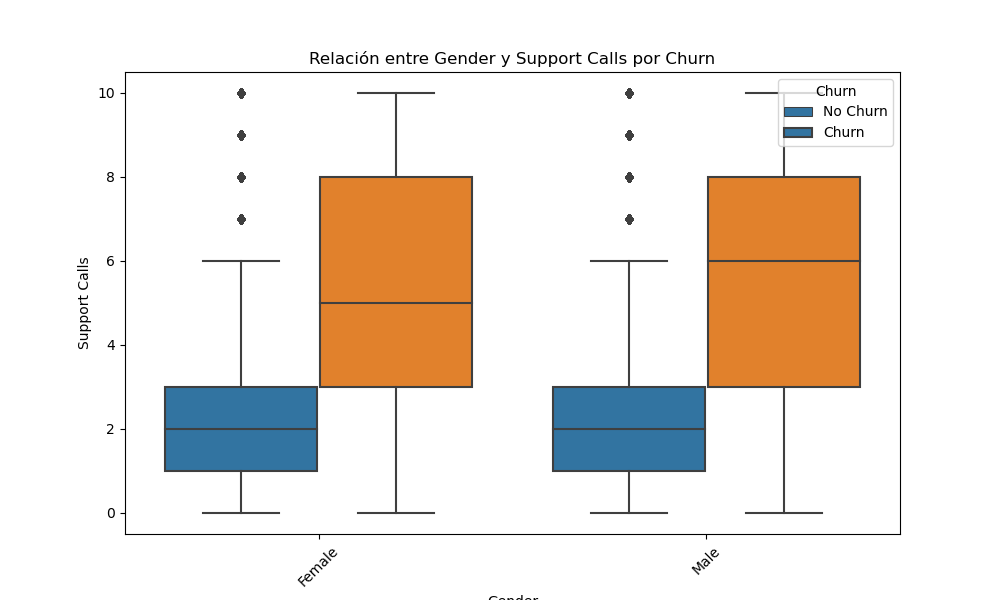 Relación entre Gender y Support Calls por Churn
Churn
No Churn
Churn
Support Calls
10
8
6
4
2
0
Female
Male
Gender